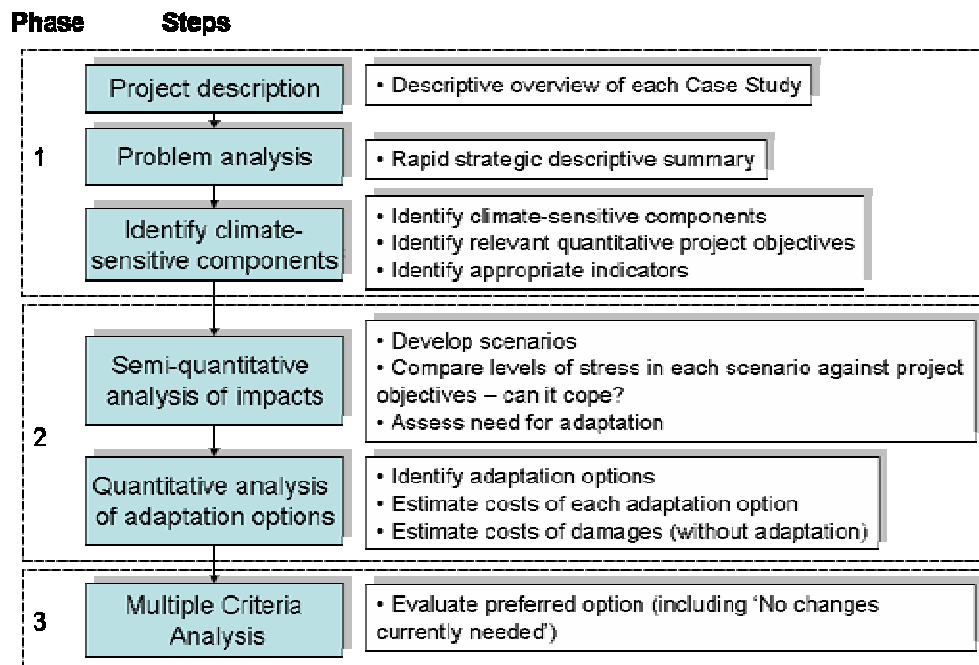 Phase Steps
1
Project description
• Descriptive overview of each Case Study
Problem analysis
• Rapid strategic descriptive summary
Identify climate-
sensitive components
• Identify climate-sensitive components
• Identify relevant quantitative project objectives
• Identify appropriate indicators
2
Semi-quantitative
analysis of impacts
• Develop scenarios
• Compare levels of stress in each scenario against project
objectives – can it cope?
• Assess need for adaptation
Quantitative analysis
of adaptation options
• Identify adaptation options
• Estimate costs of each adaptation option
• Estimate costs of damages (without adaptation)
3
Multiple Criteria
Analysis
• Evaluate preferred option (including ‘No changes
currently needed’)